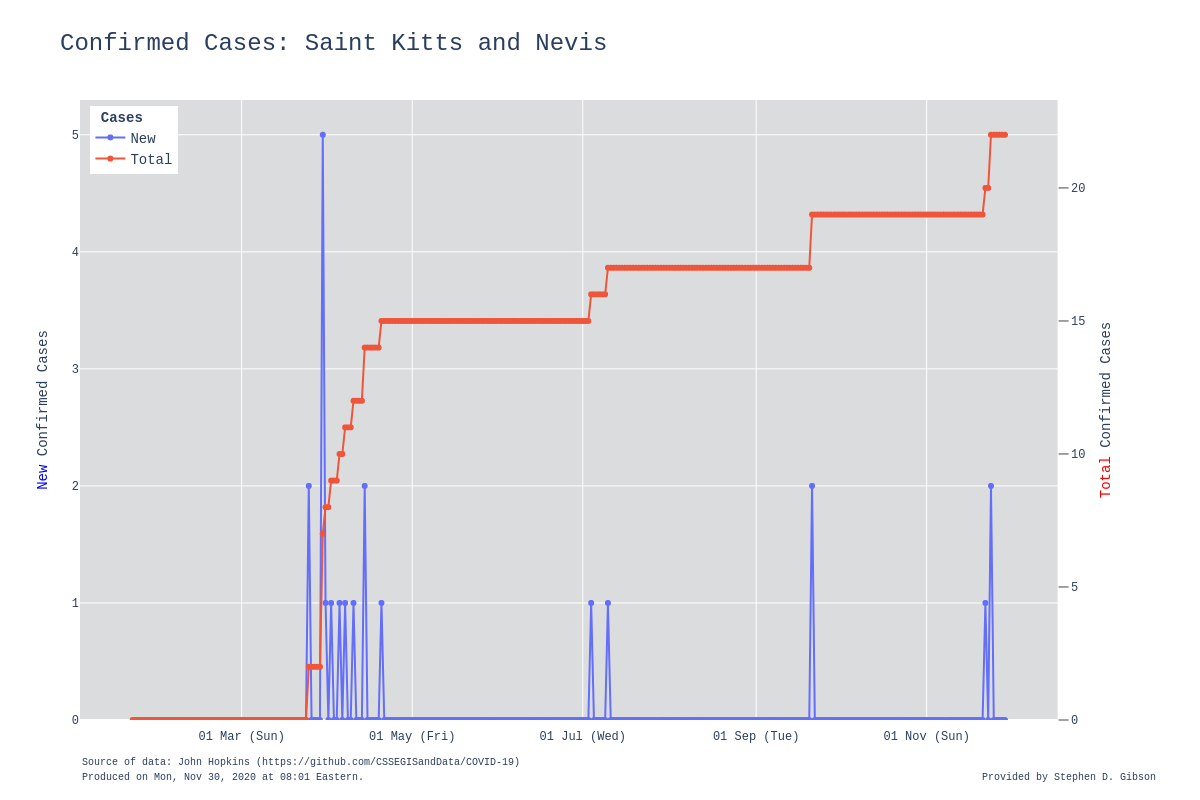 Confirmed Cases: Saint Kitts and Nevis
Cases
New
Total
5
4
3
2
1
0
New Confirmed Cases
20
15
10
5
0
Total Confirmed Cases
01 Mar (Sun)
01 May (Fri)
01 Jul (Wed)
01 Sep (Tue)
01 Nov (Sun)
Source of data: John Hopkins (https://github.com/CSSEGISandData/COVID-19)
Produced on Mon, Nov 30, 2020 at 08:01 Eastern.
Provided by Stephen D. Gibson